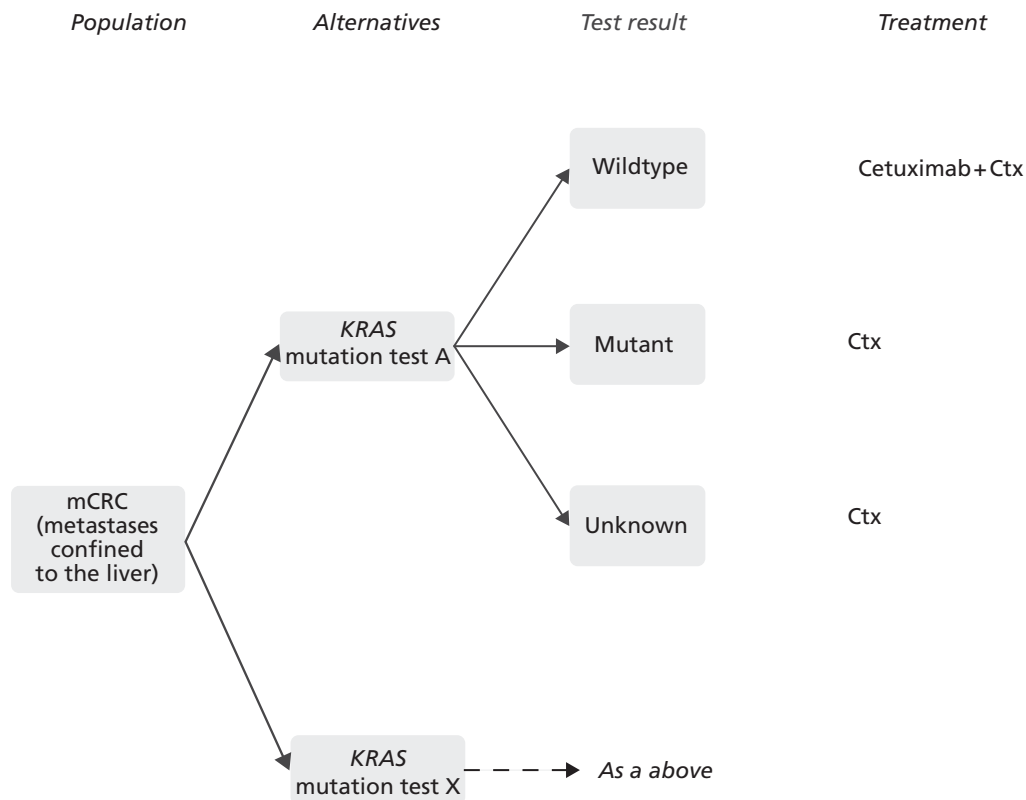 Population
Alternatives
Test result
Treatment
Wildtype
Cetuximab+Ctx
KRAS
mutation test A
Mutant
Ctx
mCRC
(metastases
confined
to the liver)
Unknown
Ctx
KRAS
mutation test X
As a above